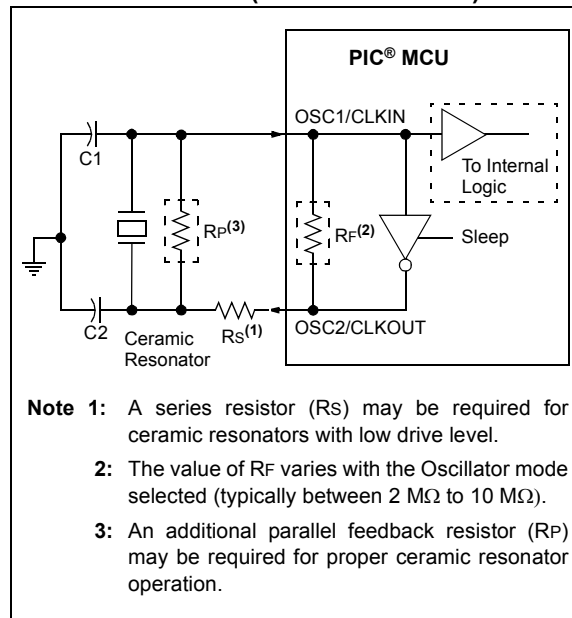 PIC® MCU
OSC1/CLKIN
C1
To Internal
Logic
RP(3)
RF(2)
Sleep
C2
Ceramic
Resonator
RS(1)
OSC2/CLKOUT
Note 1: A series resistor (RS) may be required for
ceramic resonators with low drive level.
2: The value of RF varies with the Oscillator mode
selected (typically between 2 MΩ to 10 MΩ).
3: An additional parallel feedback resistor (RP)
may be required for proper ceramic resonator
operation.